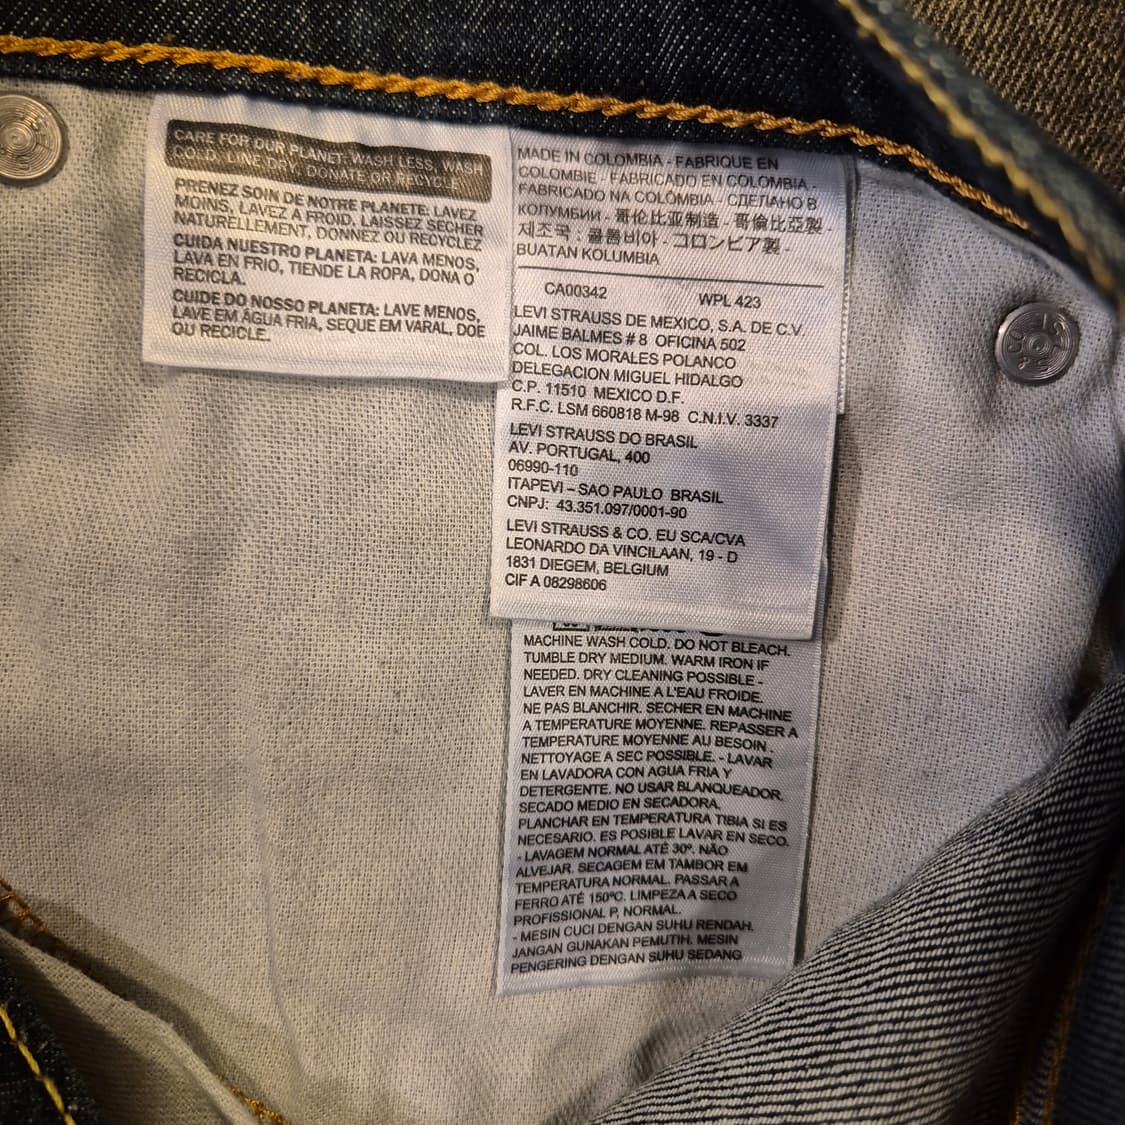 CARE FOR OUR PLANET: WASH LESS, WASH
COLD, LINE DRY, DONATE OR RECYCLE
PRENEZ SOIN DE NOTRE PLANETE: LAVEZ
MOINS, LAVEZ A FROID, LAISSEZ SECHER
NATURELLEMENT, DONNEZ OU RECYCLEZ
CUIDA NUESTRO PLANETA: LAVA MENOS,
LAVA EN FRIO, TIENDE LA ROPA, DONA O
RECICLA.
CUIDE DO NOSSO PLANETA: LAVE MENOS,
LAVE EM ÁGUA FRIA, SEQUE EM VARAL, DOE
OU RECICLE.
MADE IN COLOMBIA - FABRIQUE EN
COLOMBIE - FABRICADO EN COLOMBIA -
FABRICADO NA COLÔMBIA - СДЕЛАНО В
КОЛУМБИИ - 哥伦比亚制造 - 哥倫比亞製 -
제조국 : 콜롬비아 - コロンビア製 -
BUATAN KOLUMBIA
CA00342 WPL 423
LEVI STRAUSS DE MEXICO, S.A. DE C.V.
JAIME BALMES # 8 OFICINA 502
COL. LOS MORALES POLANCO
DELEGACION MIGUEL HIDALGO
C.P. 11510 MEXICO D.F.
R.F.C. LSM 660818 M-98 C.N.I.V. 3337
LEVI STRAUSS DO BRASIL
AV. PORTUGAL, 400
06990-110
ITAPEVI – SAO PAULO BRASIL
CNPJ: 43.351.097/0001-90
LEVI STRAUSS & CO. EU SCA/CVA
LEONARDO DA VINCILAAN, 19 - D
1831 DIEGEM, BELGIUM
CIF A 08298606
MACHINE WASH COLD. DO NOT BLEACH.
TUMBLE DRY MEDIUM. WARM IRON IF
NEEDED. DRY CLEANING POSSIBLE -
LAVER EN MACHINE A L'EAU FROIDE.
NE PAS BLANCHIR. SECHER EN MACHINE
A TEMPERATURE MOYENNE. REPASSER A
TEMPERATURE MOYENNE AU BESOIN.
NETTOYAGE A SEC POSSIBLE. - LAVAR
EN LAVADORA CON AGUA FRIA Y
DETERGENTE. NO USAR BLANQUEADOR.
SECADO MEDIO EN SECADORA.
PLANCHAR EN TEMPERATURA TIBIA SI ES
NECESARIO. ES POSIBLE LAVAR EN SECO.
- LAVAGEM NORMAL ATÉ 30º. NÃO
ALVEJAR. SECAGEM EM TAMBOR EM
TEMPERATURA NORMAL. PASSAR A
FERRO ATÉ 150ºC. LIMPEZA A SECO
PROFISSIONAL P, NORMAL.
- MESIN CUCI DENGAN SUHU RENDAH.
JANGAN GUNAKAN PEMUTIH. MESIN
PENGERING DENGAN SUHU SEDANG